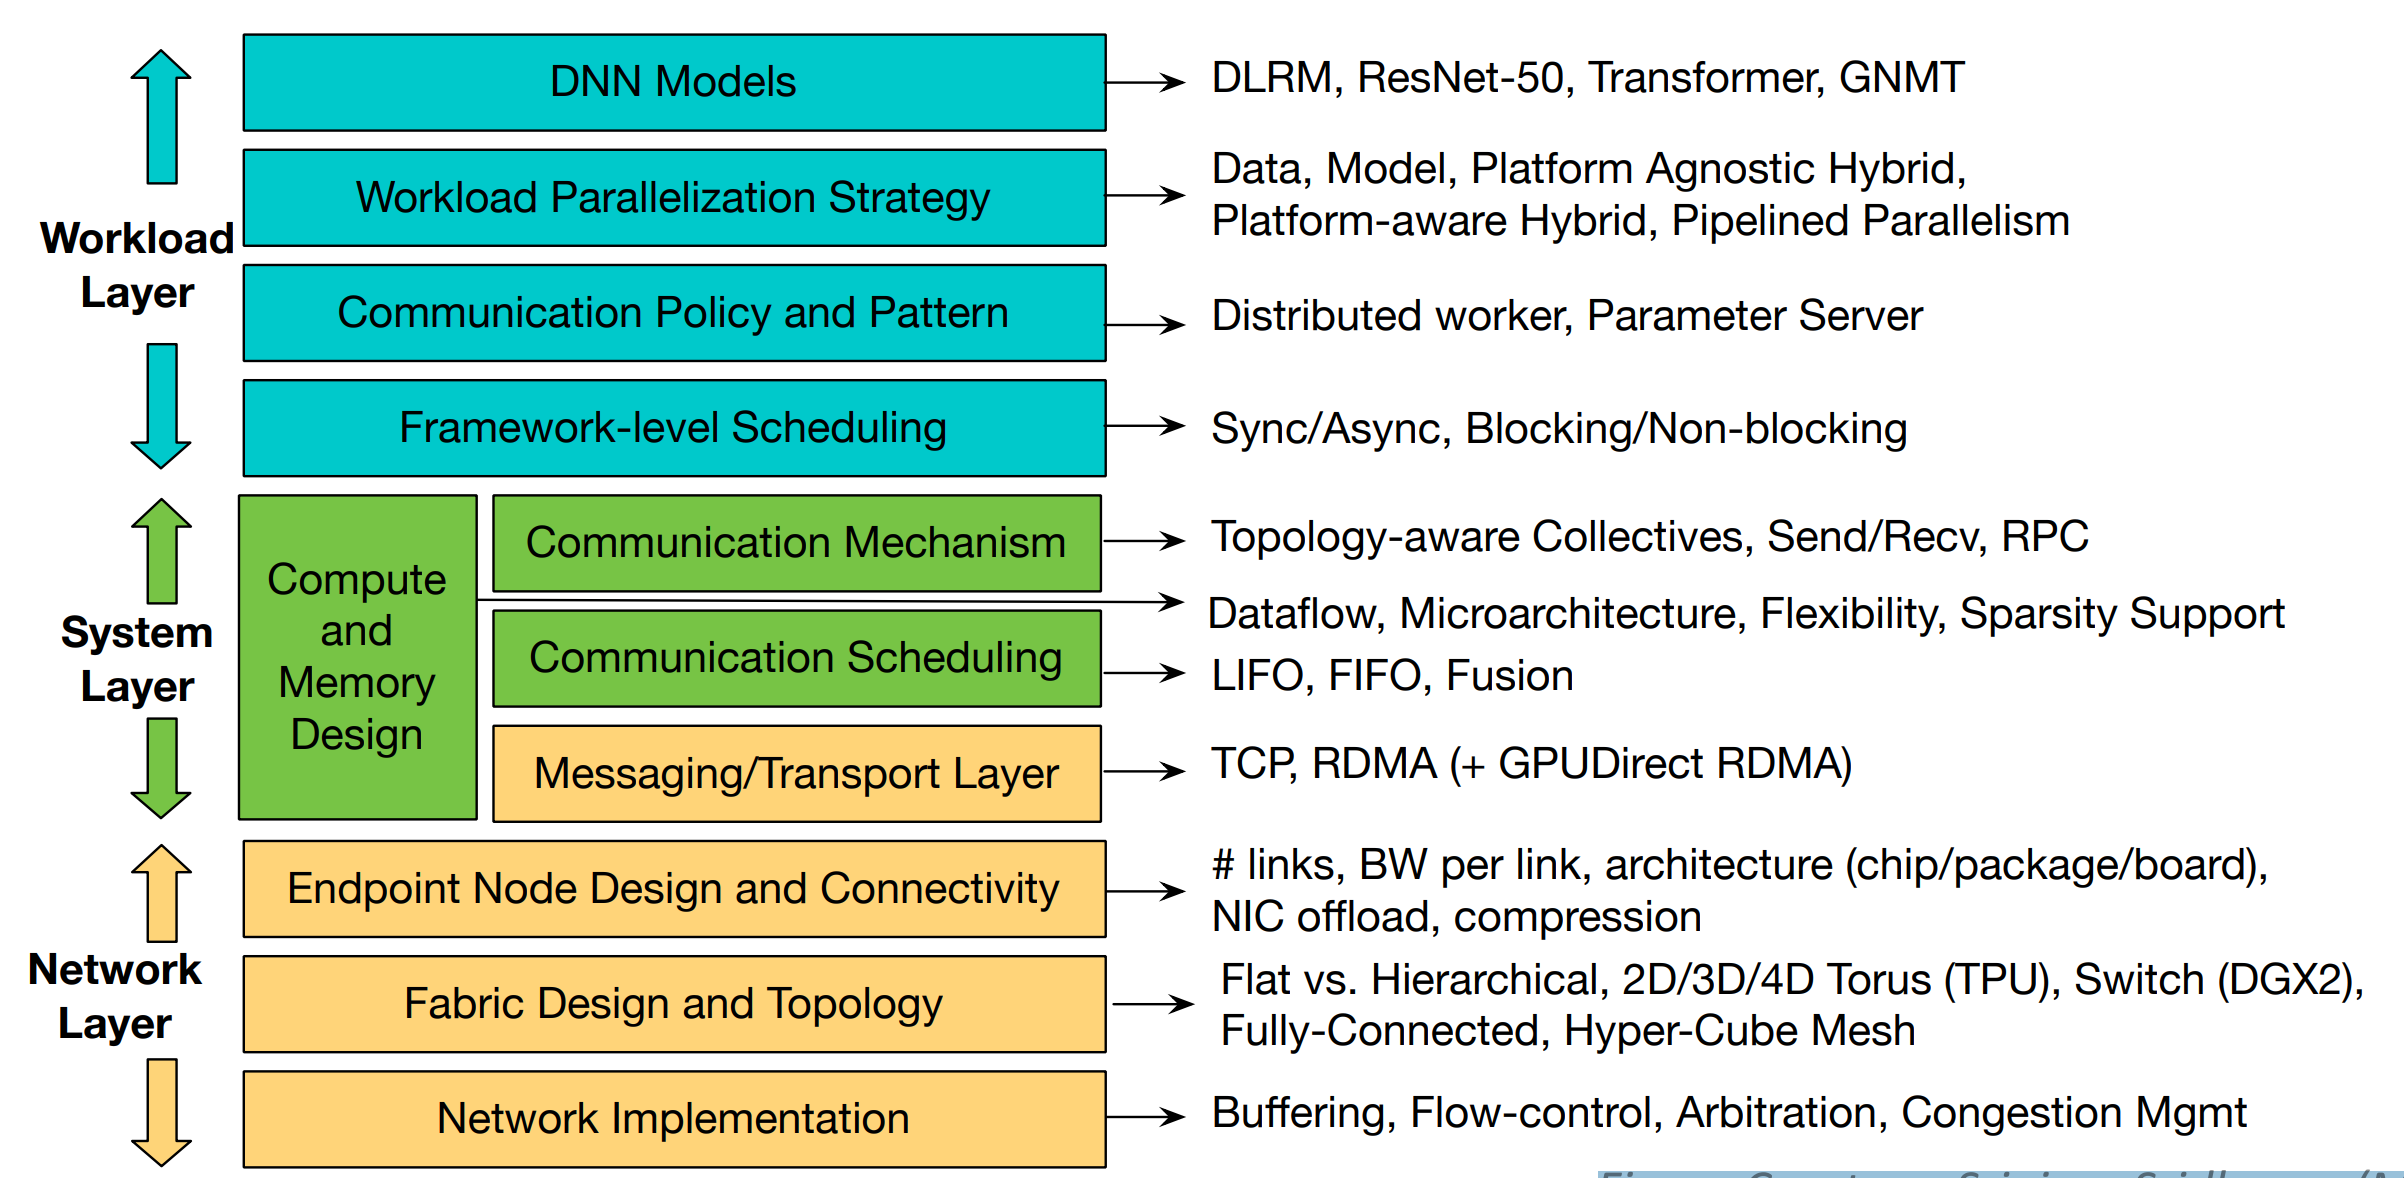 DNN Models
DLRM, ResNet-50, Transformer, GNMT
Workload Parallelization Strategy
Data, Model, Platform Agnostic Hybrid,
Platform-aware Hybrid, Pipelined Parallelism
Workload
Layer
Communication Policy and Pattern
Distributed worker, Parameter Server
Framework-level Scheduling
Sync/Async, Blocking/Non-blocking
System
Layer
Compute
and
Memory
Design
Communication Mechanism
Topology-aware Collectives, Send/Recv, RPC
Dataflow, Microarchitecture, Flexibility, Sparsity Support
Communication Scheduling
LIFO, FIFO, Fusion
Messaging/Transport Layer
TCP, RDMA (+ GPUDirect RDMA)
Network
Layer
Endpoint Node Design and Connectivity
# links, BW per link, architecture (chip/package/board),
NIC offload, compression
Fabric Design and Topology
Flat vs. Hierarchical, 2D/3D/4D Torus (TPU), Switch (DGX2),
Fully-Connected, Hyper-Cube Mesh
Network Implementation
Buffering, Flow-control, Arbitration, Congestion Mgmt